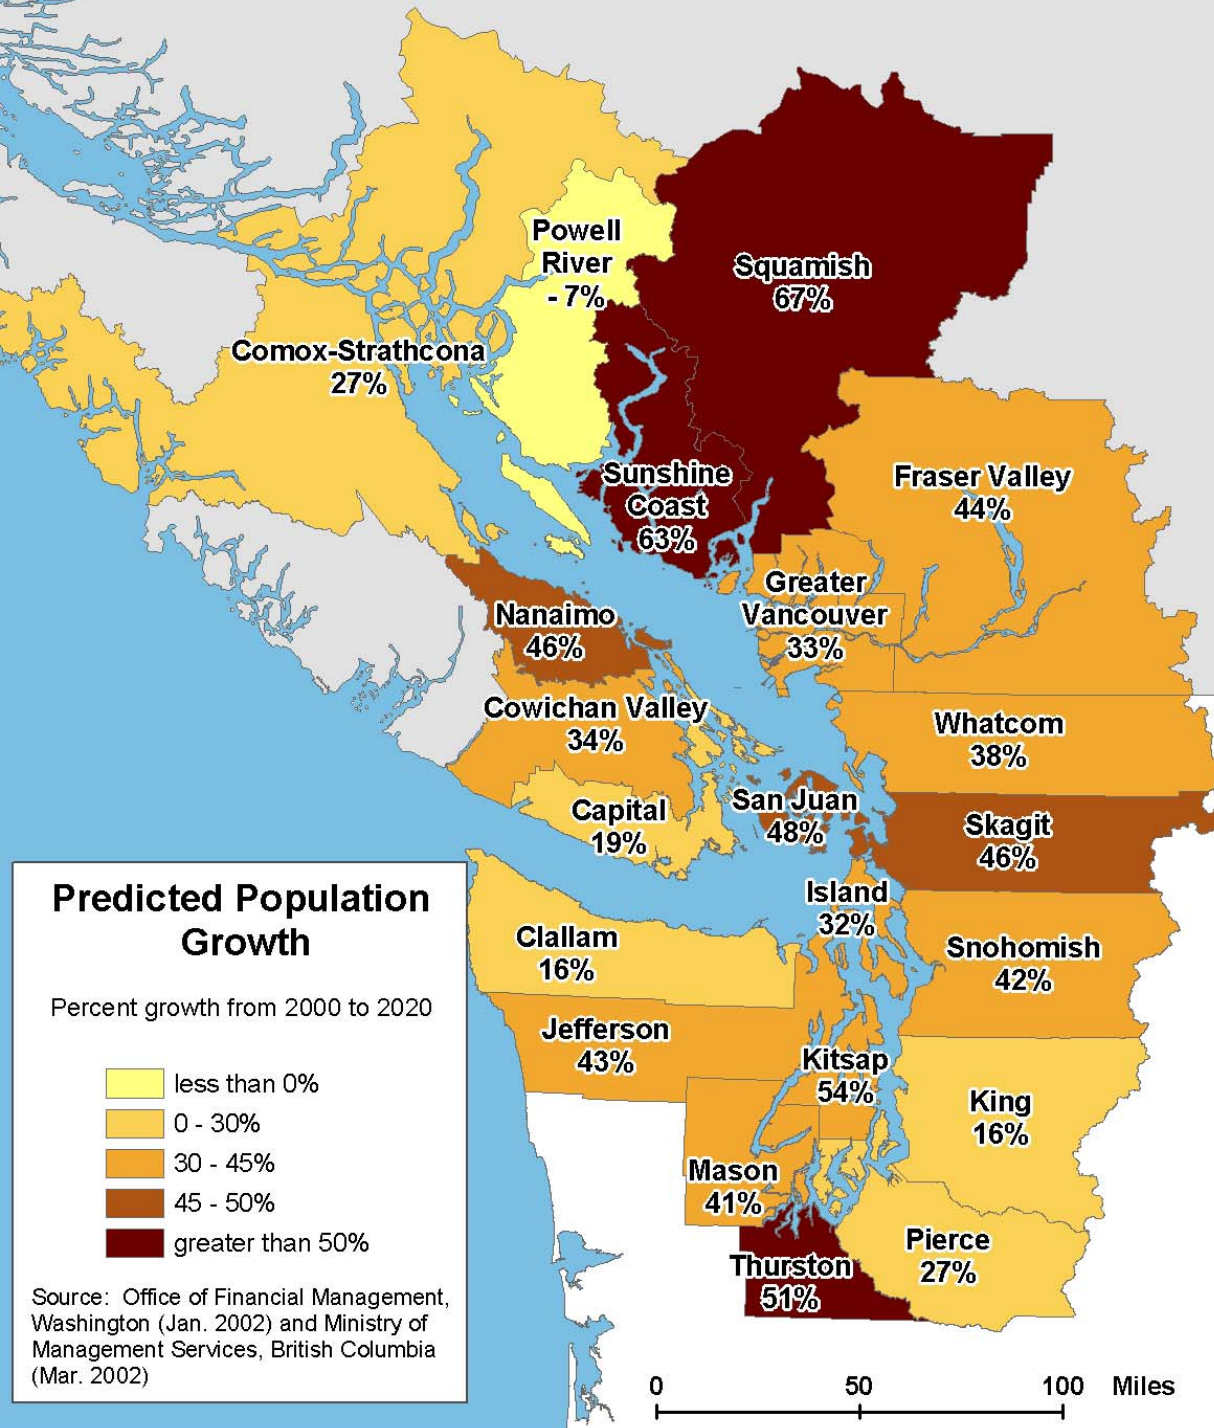 Powell
River
- 7%
Squamish
67%
Comox-Strathcona
27%
Sunshine
Coast
63%
Fraser Valley
44%
Greater
Vancouver
33%
Nanaimo
46%
Cowichan Valley
34%
Whatcom
38%
Capital
19%
San Juan
48%
Skagit
46%
Island
32%
Clallam
16%
Snohomish
42%
Jefferson
43%
Kitsap
54%
King
16%
Mason
41%
Pierce
27%
Thurston
51%
Predicted Population
Growth
Percent growth from 2000 to 2020
less than 0%
0 - 30%
30 - 45%
45 - 50%
greater than 50%
Source:  Office of Financial Management,
Washington (Jan. 2002) and Ministry of
Management Services, British Columbia
(Mar. 2002)
0 50 100 Miles